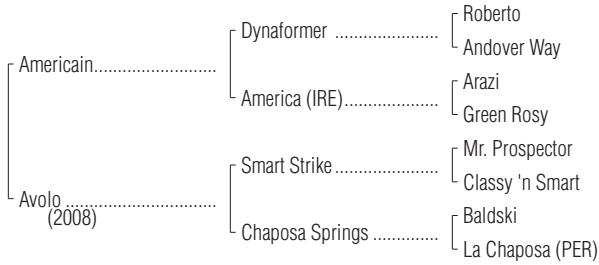 Roberto
Dynaformer ......................
Andover Way
Americain..........................
Arazi
America (IRE)....................
Green Rosy
Mr. Prospector
Smart Strike ......................
Classy 'n Smart
Avolo ................................
(2008)
Baldski
Chaposa Springs ..............
La Chaposa (PER)